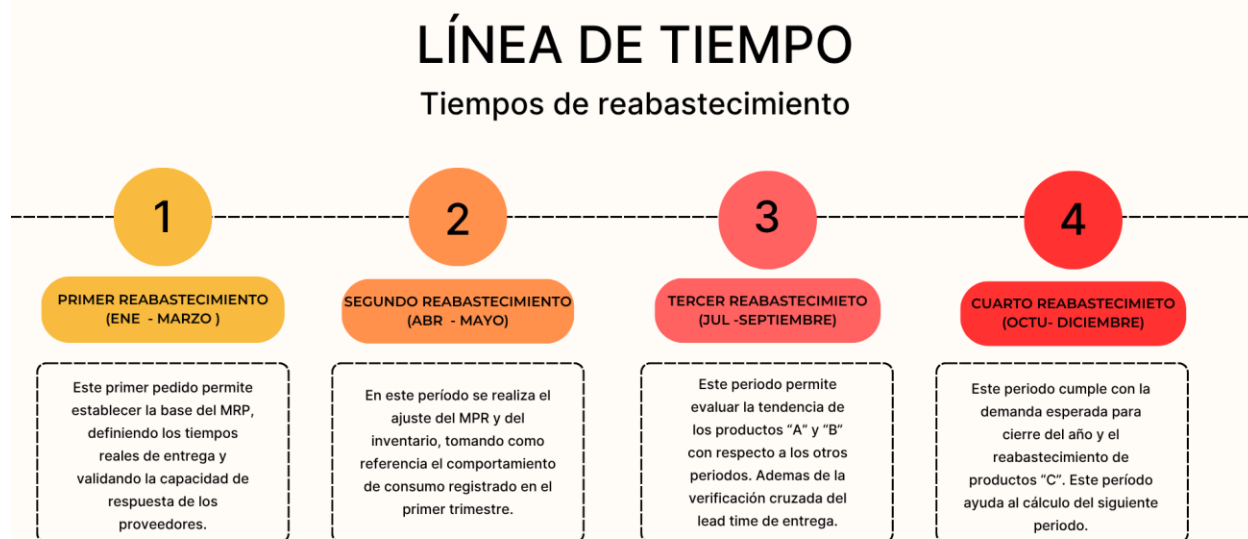 LÍNEA DE TIEMPO
Tiempos de reabastecimiento
1
PRIMER REABASTECIMIENTO
(ENE - MARZO )
Este primer pedido permite
establecer la base del MRP,
definiendo los tiempos
reales de entrega y
validando la capacidad de
respuesta de los
proveedores.
2
SEGUNDO REABASTECIMIENTO
(ABR - MAYO)
En este período se realiza el
ajuste del MPR y del
inventario, tomando como
referencia el comportamiento
de consumo registrado en el
primer trimestre.
3
TERCER REABASTECIMIETO
(JUL -SEPTIEMBRE)
Este periodo permite
evaluar la tendencia de
los productos “A” y “B”
con respecto a los otros
periodos. Ademas de la
verificación cruzada del
lead time de entrega.
4
CUARTO REABASTECIMIETO
(OCTU- DICIEMBRE)
Este periodo cumple con la
demanda esperada para
cierre del año y el
reabastecimiento de
productos “C”. Este período
ayuda al cálculo del siguiente
periodo.